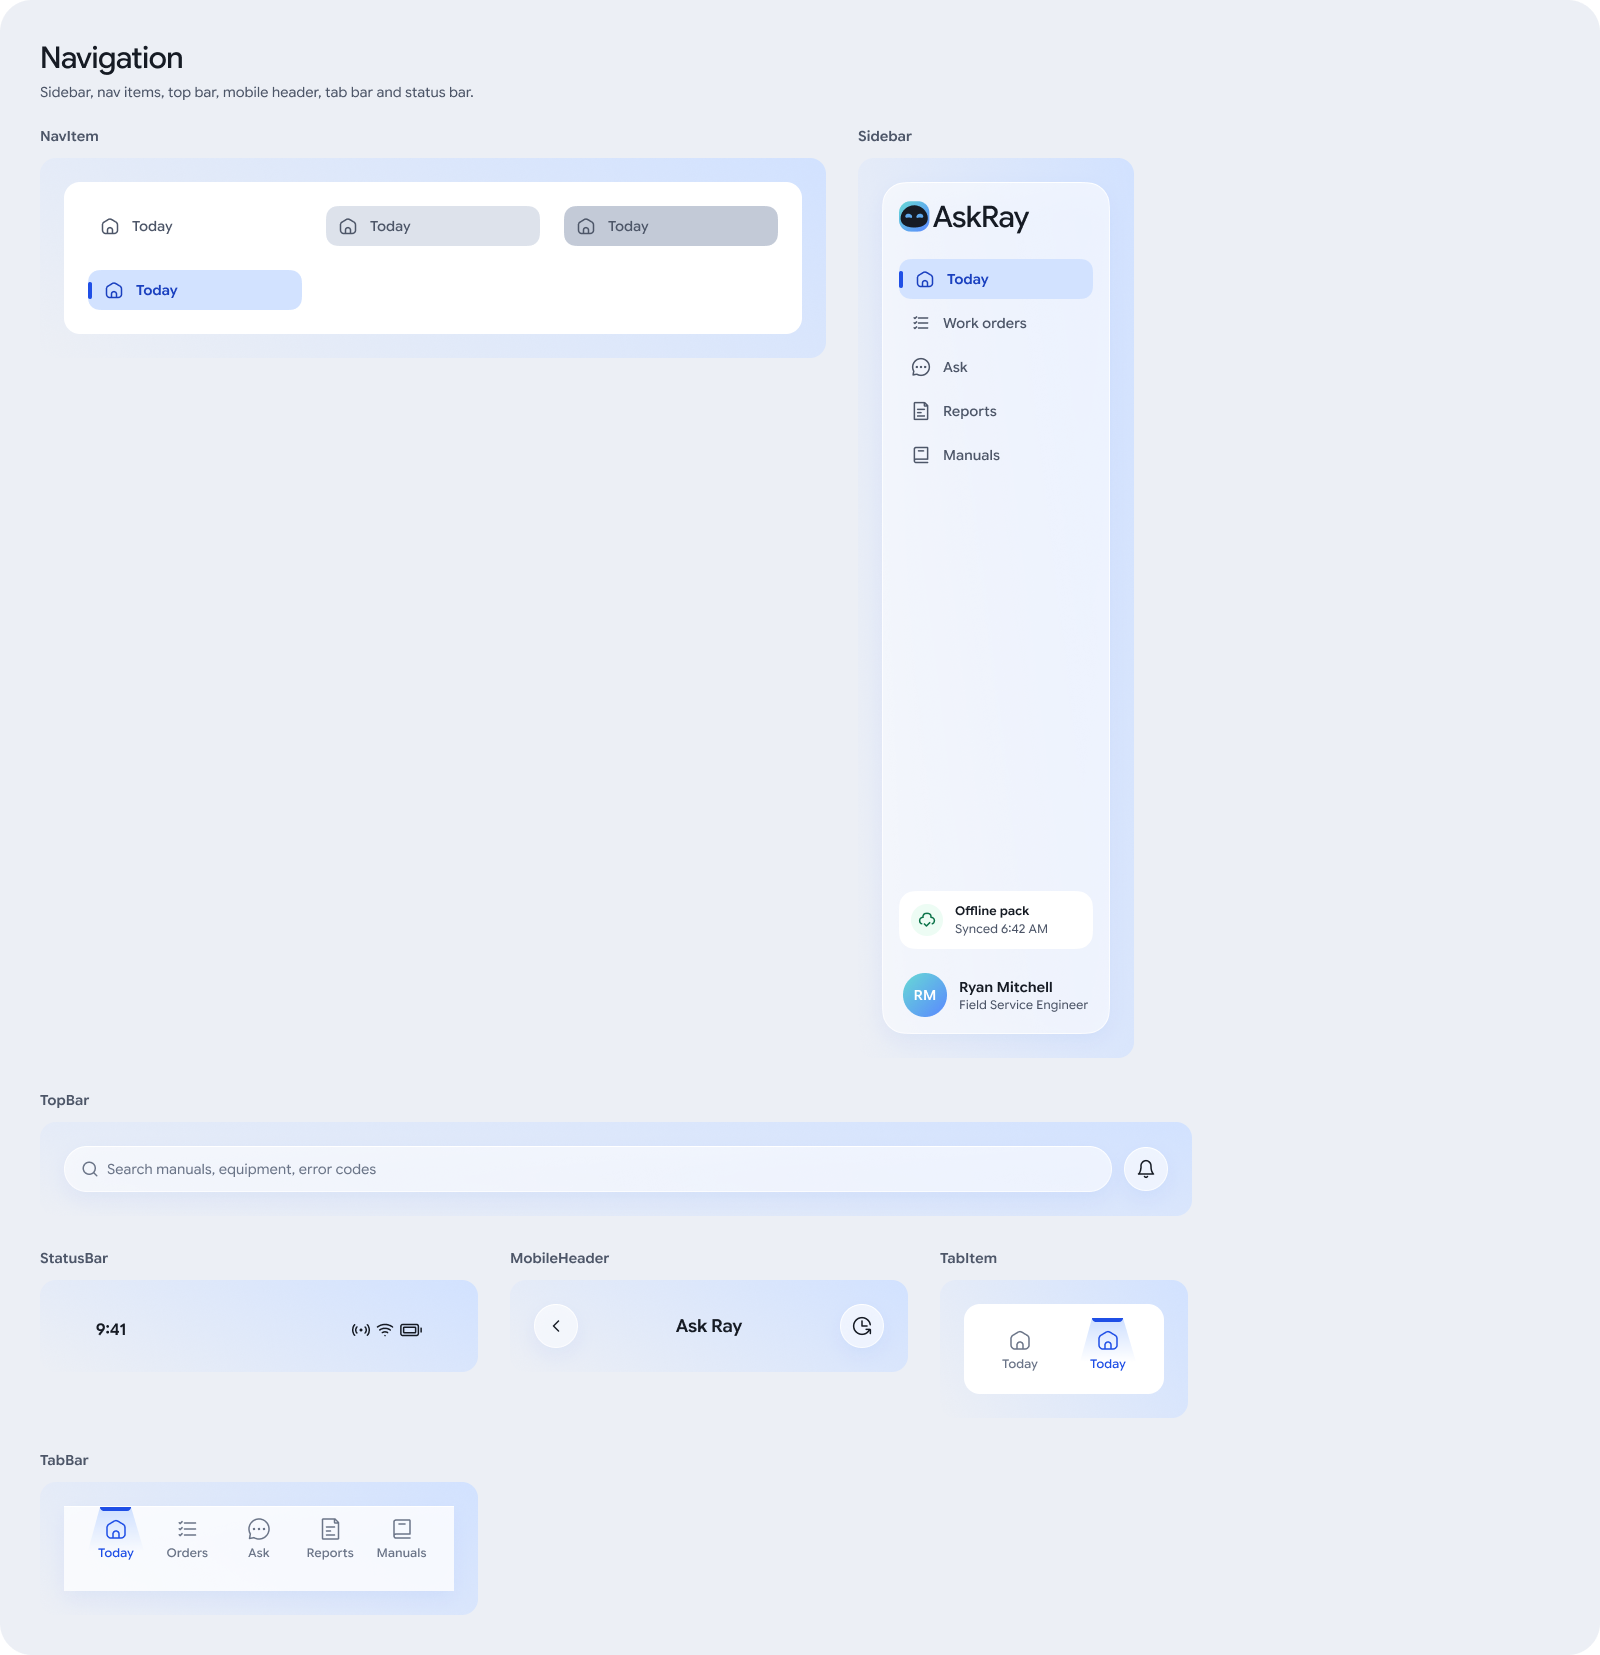 Navigation
Sidebar, nav items, top bar, mobile header, tab bar and status bar.
NavItem
Today
Today
Today
Today
Sidebar
AskRay
Today
Work orders
Ask
Reports
Manuals
Offline pack
Synced 6:42 AM
RM
Ryan Mitchell
Field Service Engineer
TopBar
Search manuals, equipment, error codes
StatusBar
9:41
MobileHeader
Ask Ray
TabItem
Today
Today
TabBar
Today
Orders
Ask
Reports
Manuals